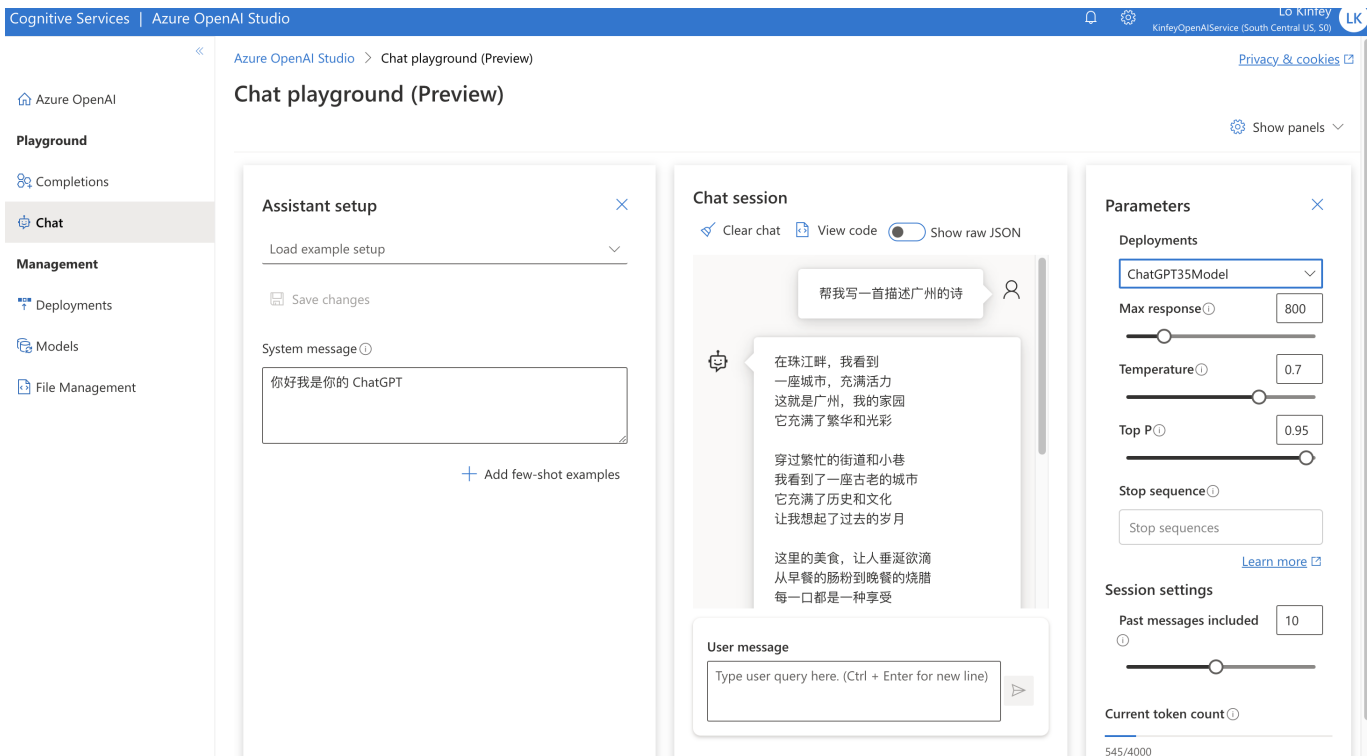 Cognitive Services | Azure OpenAI Studio
Lo Kinfey
KinfeyOpenAIService (South Central US, S0)
LK
Azure OpenAI Studio > Chat playground (Preview)
Privacy & cookies
Chat playground (Preview)
Show panels
Azure OpenAI
Playground
Completions
Chat
Management
Deployments
Models
File Management
Assistant setup
Load example setup
Save changes
System message
你好我是你的 ChatGPT
Add few-shot examples
Chat session
Clear chat
View code
Show raw JSON
帮我写一首描述广州的诗
在珠江畔，我看到
一座城市，充满活力
这就是广州，我的家园
它充满了繁华和光彩
穿过繁忙的街道和小巷
我看到了一座古老的城市
它充满了历史和文化
让我想起了过去的岁月
这里的美食，让人垂涎欲滴
从早餐的肠粉到晚餐的烧腊
每一口都是一种享受
User message
Type user query here. (Ctrl + Enter for new line)
Parameters
Deployments
ChatGPT35Model
Max response
800
Temperature
0.7
Top P
0.95
Stop sequence
Stop sequences
Learn more
Session settings
Past messages included
10
Current token count
545/4000